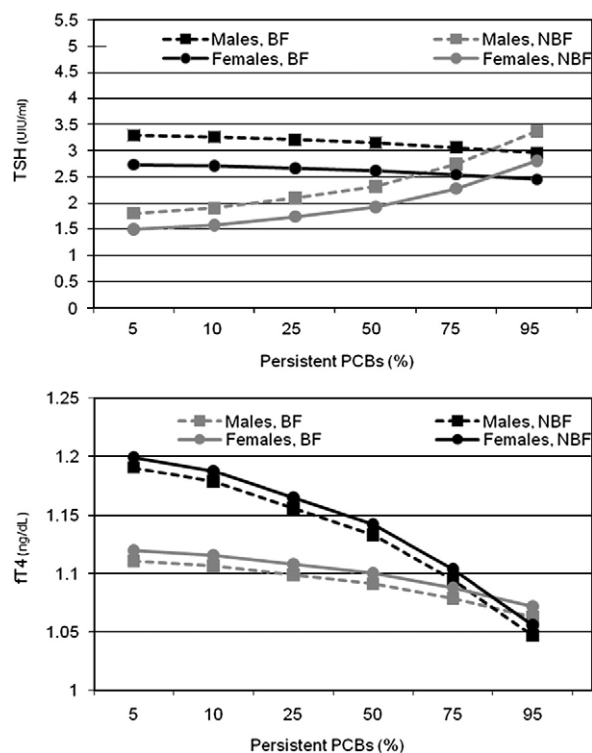 5.5
5
4.5
4
3.5
3
2.5
2
1.5
1
0.5
0
TSH (UIU/ml)
Males, BF
Males, NBF
Females, BF
Females, NBF
5 10 25 50 75 95
Persistent PCBs (%)
1.25
1.2
1.15
1.1
1.05
1
fT4 (ng/dL)
Males, BF
Males, NBF
Females, BF
Females, NBF
5 10 25 50 75 95
Persistent PCBs (%)